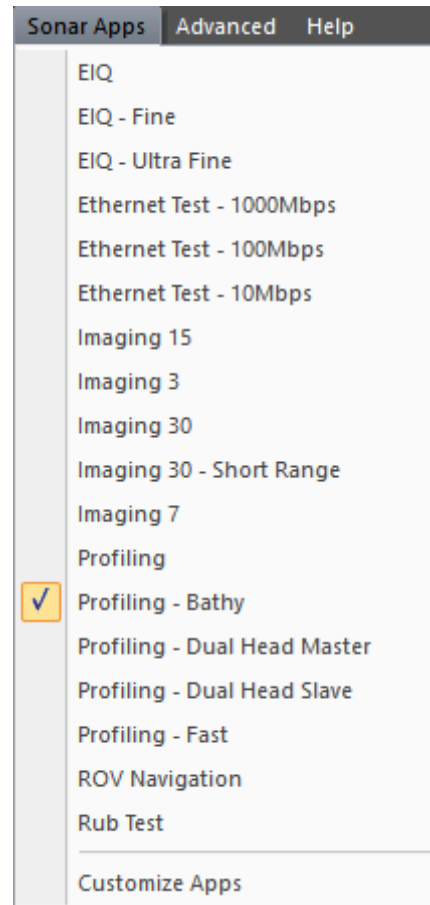 Sonar Apps Advanced Help
EIQ
EIQ - Fine
EIQ - Ultra Fine
Ethernet Test - 1000Mbps
Ethernet Test - 100Mbps
Ethernet Test - 10Mbps
Imaging 15
Imaging 3
Imaging 30
Imaging 30 - Short Range
Imaging 7
Profiling
Profiling - Bathy
Profiling - Dual Head Master
Profiling - Dual Head Slave
Profiling - Fast
ROV Navigation
Rub Test
Customize Apps